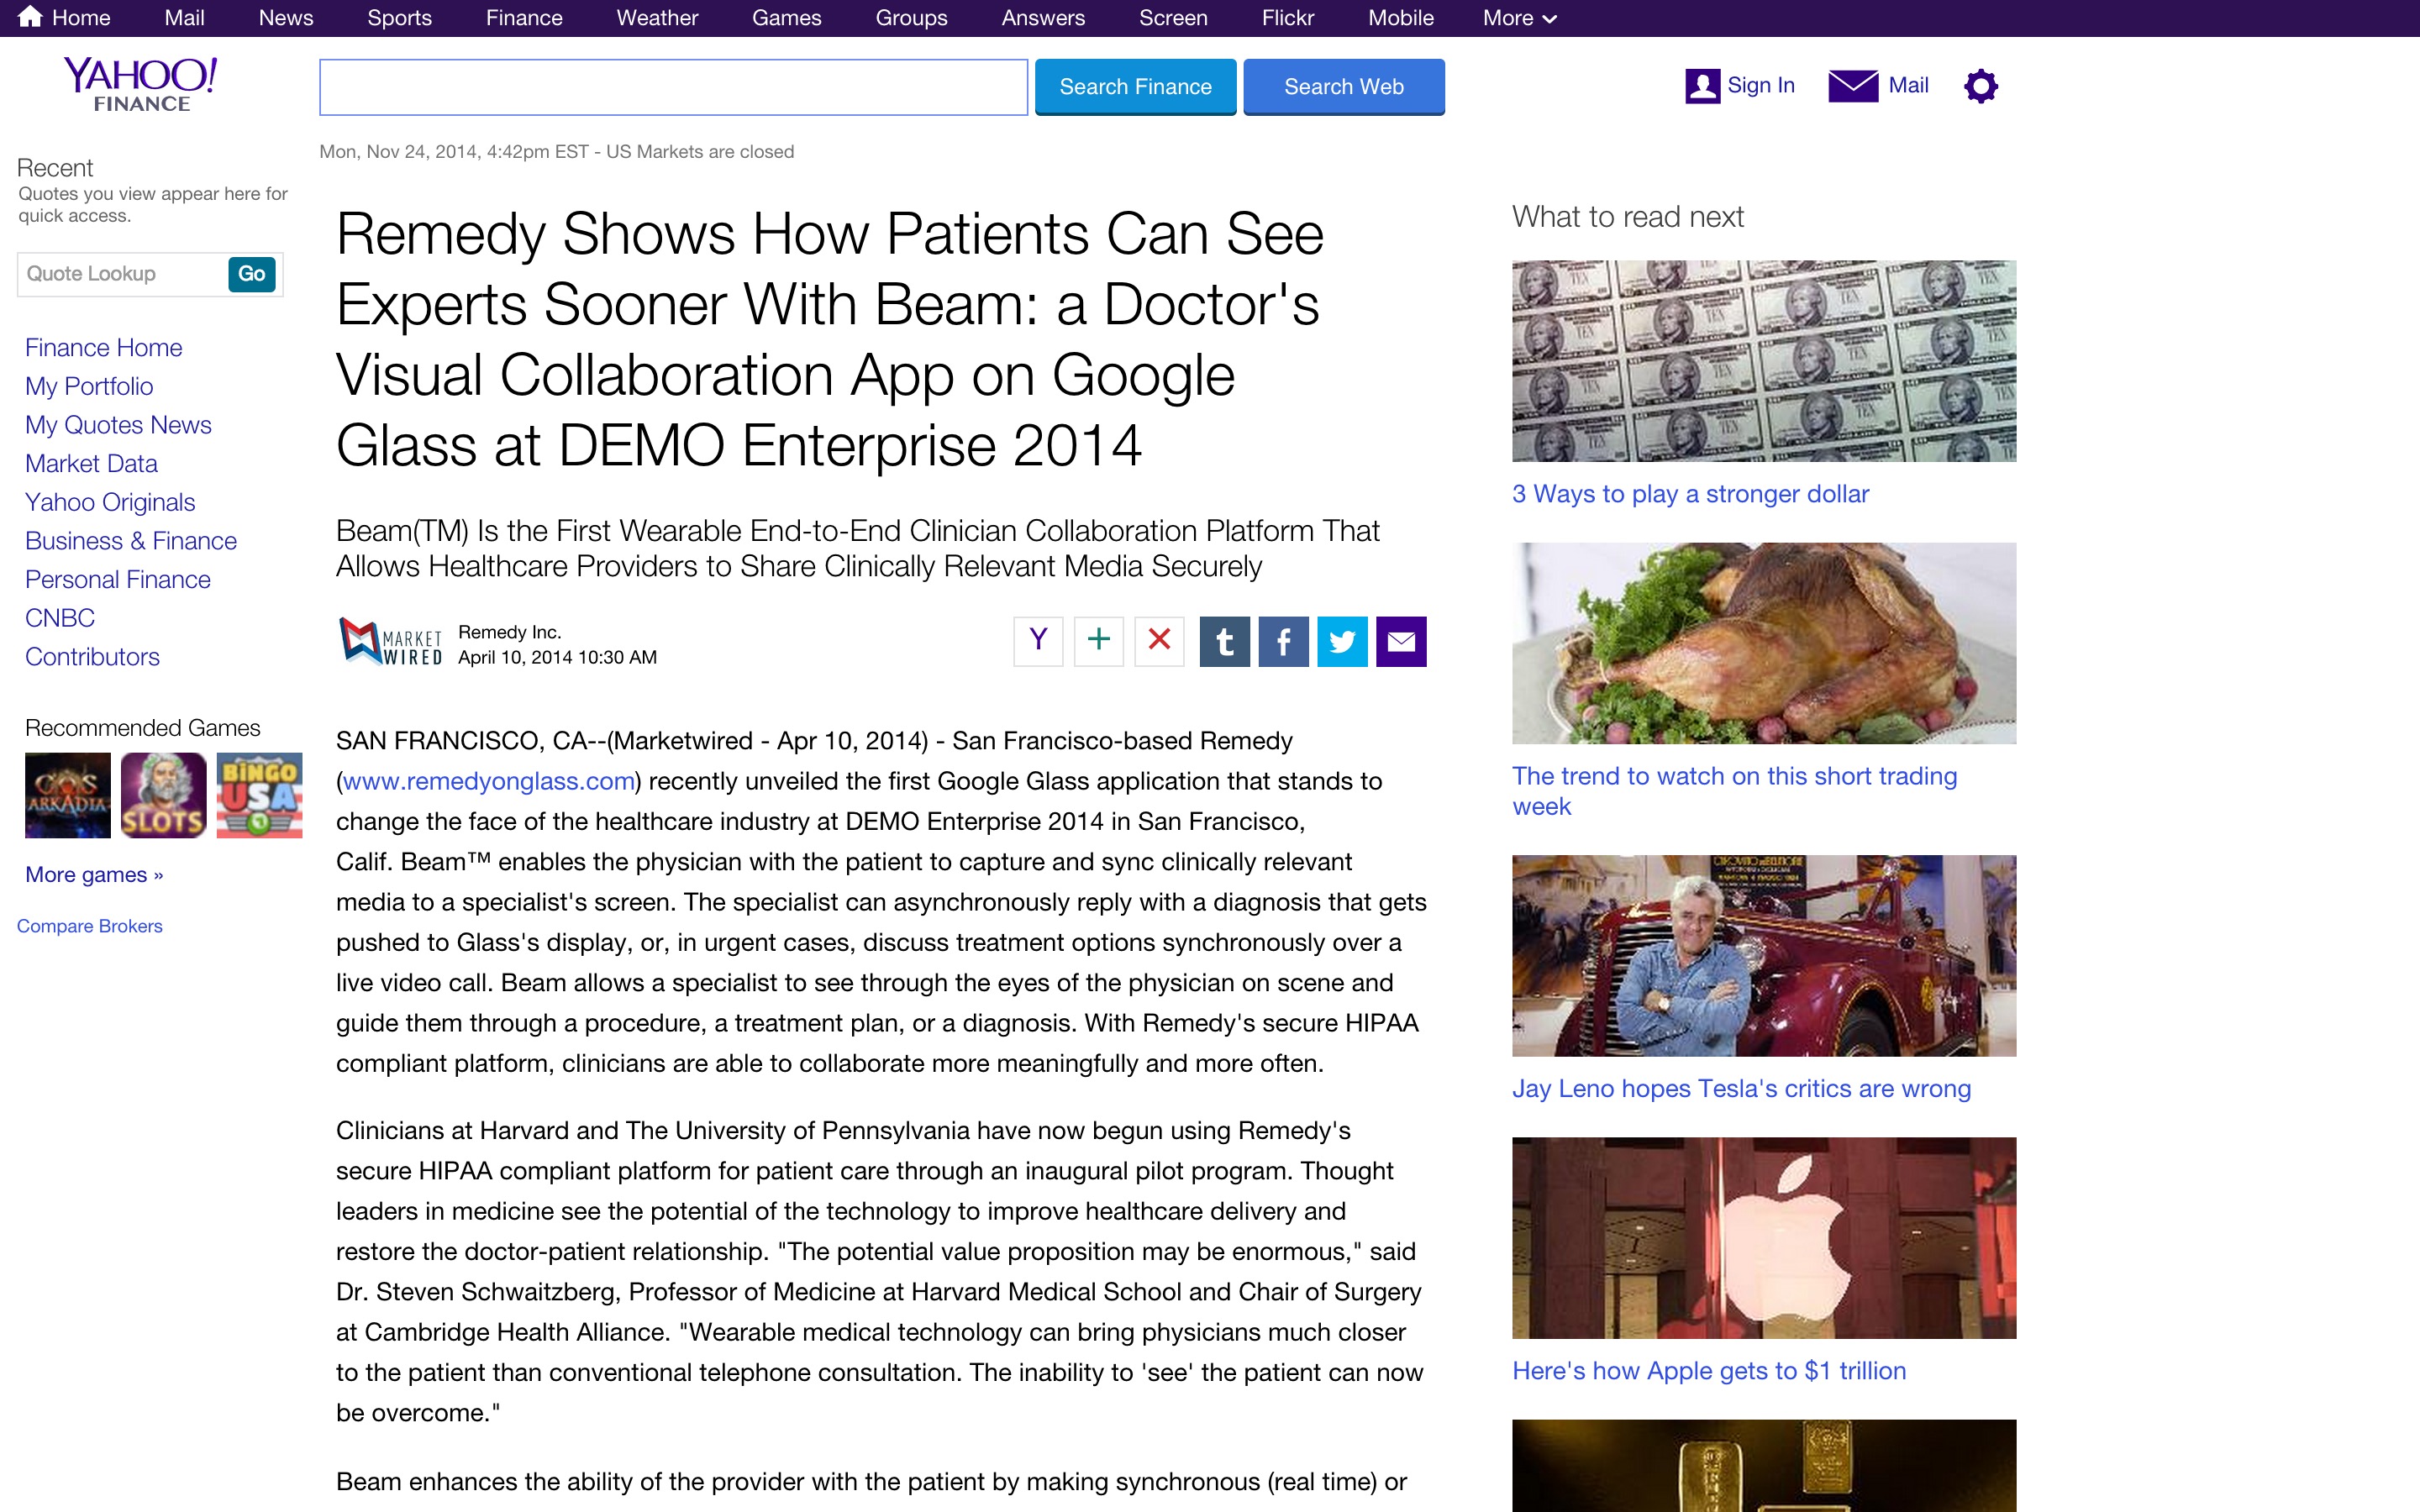 Home Mail News Sports Finance Weather Games Groups Answers Screen Flickr Mobile More
YAHOO!
FINANCE
Search Finance Search Web
Sign In Mail
Mon, Nov 24, 2014, 4:42pm EST - US Markets are closed
Recent
Quotes you view appear here for
quick access.
Quote Lookup Go
Finance Home
My Portfolio
My Quotes News
Market Data
Yahoo Originals
Business & Finance
Personal Finance
CNBC
Contributors
Recommended Games
ARKADIA
SLOTS
BINGO
USA
More games »
Compare Brokers
Remedy Shows How Patients Can See
Experts Sooner With Beam: a Doctor's
Visual Collaboration App on Google
Glass at DEMO Enterprise 2014
Beam(TM) Is the First Wearable End-to-End Clinician Collaboration Platform That
Allows Healthcare Providers to Share Clinically Relevant Media Securely
MARKET
WIRED
Remedy Inc.
April 10, 2014 10:30 AM
SAN FRANCISCO, CA--(Marketwired - Apr 10, 2014) - San Francisco-based Remedy
(www.remedyonglass.com) recently unveiled the first Google Glass application that stands to
change the face of the healthcare industry at DEMO Enterprise 2014 in San Francisco,
Calif. Beam™ enables the physician with the patient to capture and sync clinically relevant
media to a specialist's screen. The specialist can asynchronously reply with a diagnosis that gets
pushed to Glass's display, or, in urgent cases, discuss treatment options synchronously over a
live video call. Beam allows a specialist to see through the eyes of the physician on scene and
guide them through a procedure, a treatment plan, or a diagnosis. With Remedy's secure HIPAA
compliant platform, clinicians are able to collaborate more meaningfully and more often.
Clinicians at Harvard and The University of Pennsylvania have now begun using Remedy's
secure HIPAA compliant platform for patient care through an inaugural pilot program. Thought
leaders in medicine see the potential of the technology to improve healthcare delivery and
restore the doctor-patient relationship. "The potential value proposition may be enormous," said
Dr. Steven Schwaitzberg, Professor of Medicine at Harvard Medical School and Chair of Surgery
at Cambridge Health Alliance. "Wearable medical technology can bring physicians much closer
to the patient than conventional telephone consultation. The inability to 'see' the patient can now
be overcome."
Beam enhances the ability of the provider with the patient by making synchronous (real time) or
What to read next
3 Ways to play a stronger dollar
The trend to watch on this short trading
week
Jay Leno hopes Tesla's critics are wrong
Here's how Apple gets to $1 trillion